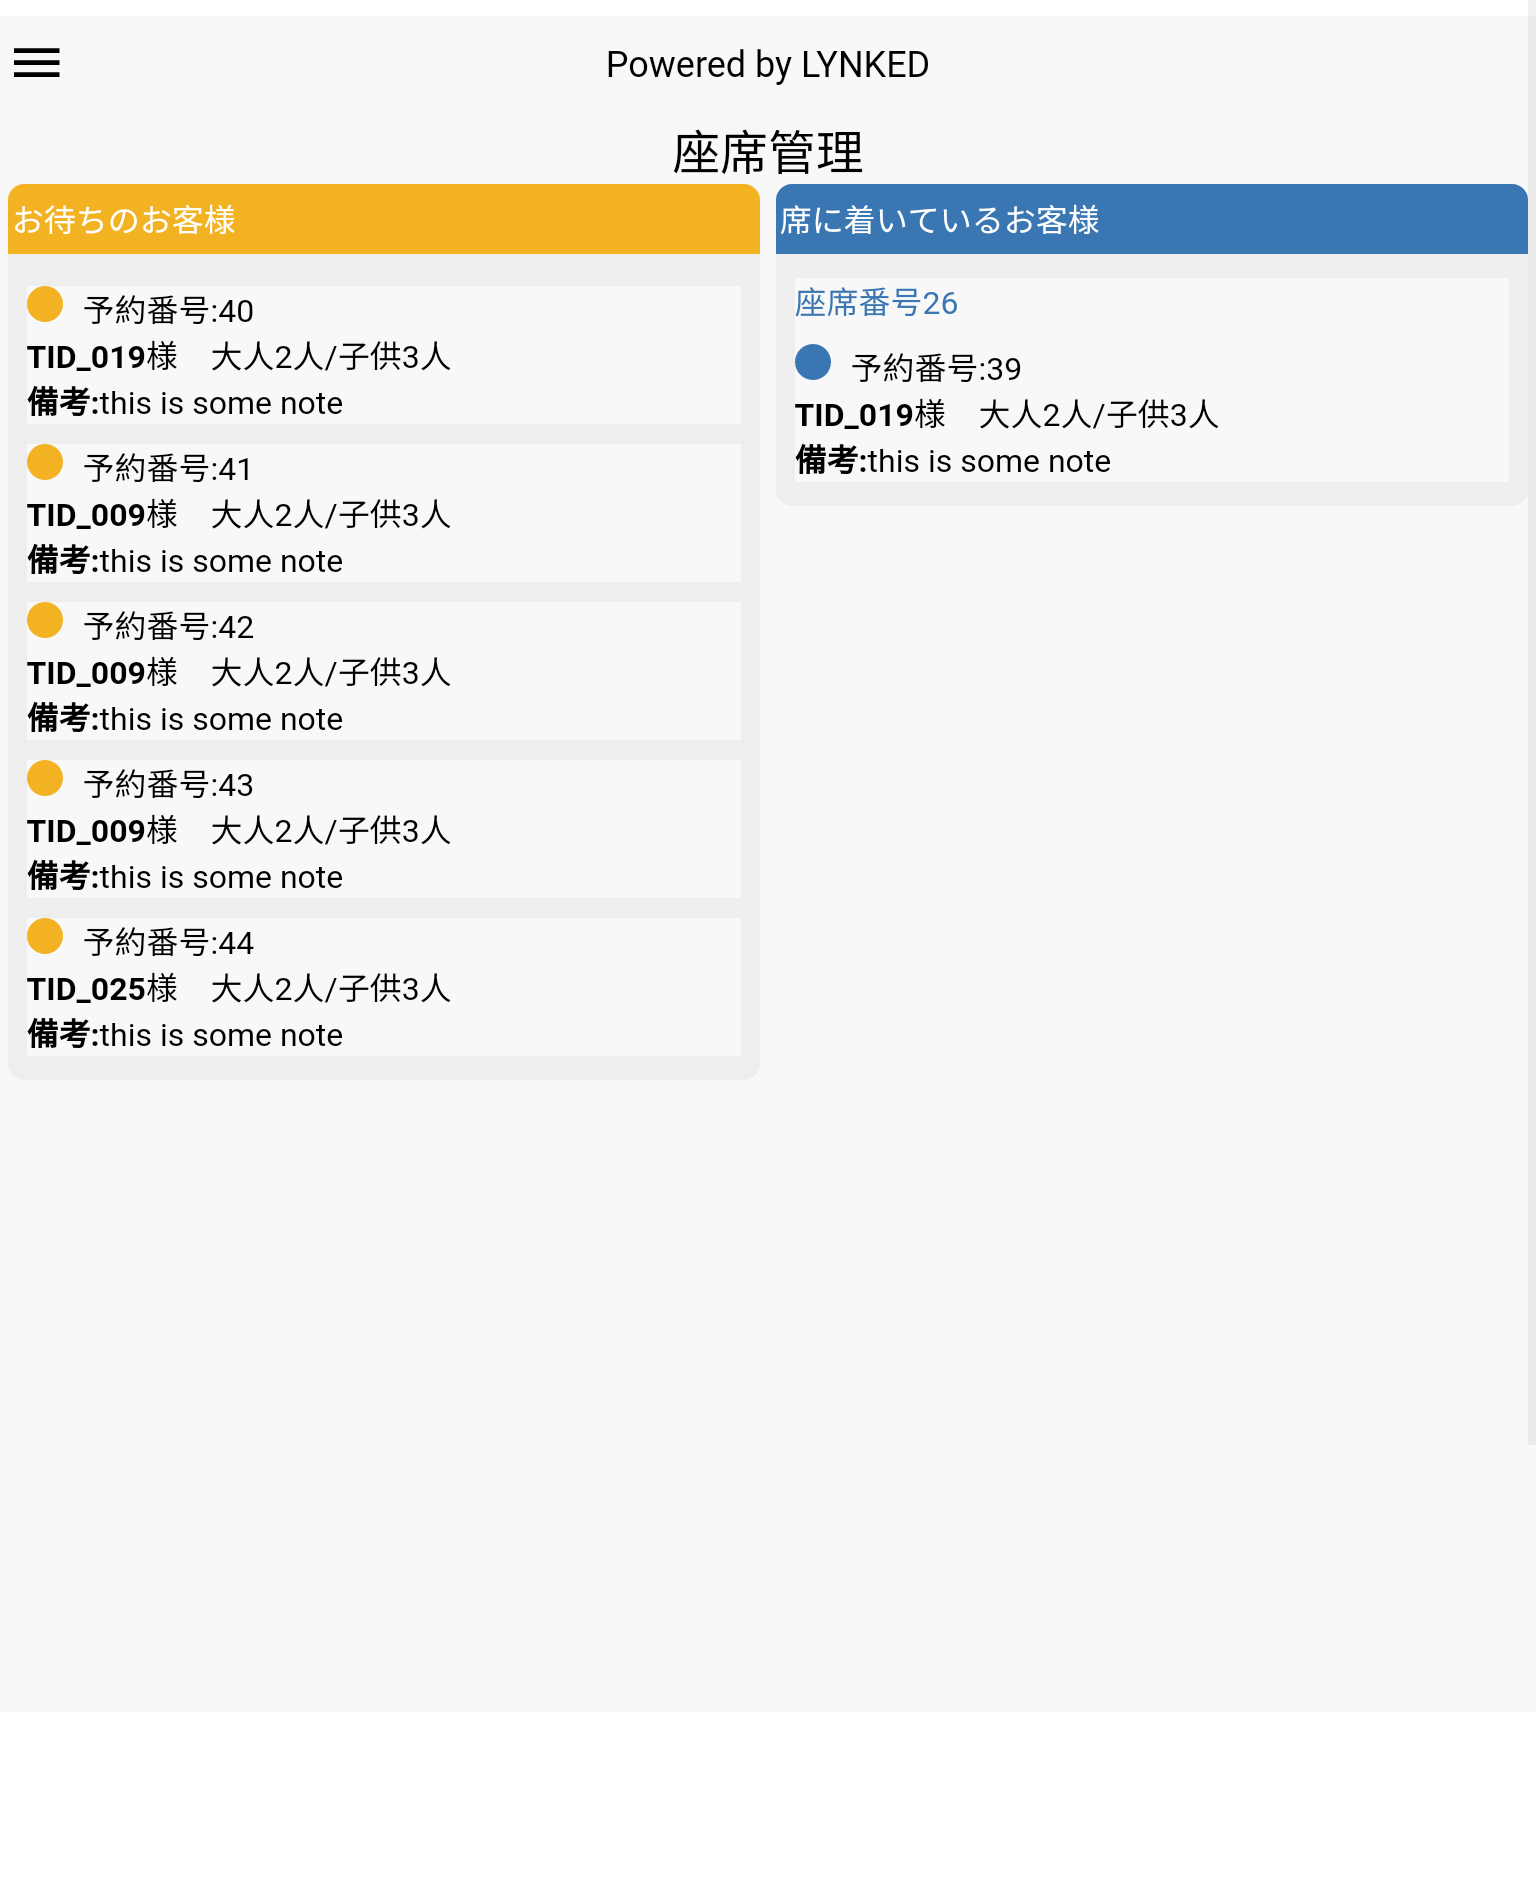 Powered by LYNKED
座席管理
お待ちのお客様
予約番号:40
TID_019様　大人2人/子供3人
備考:this is some note
予約番号:41
TID_009様　大人2人/子供3人
備考:this is some note
予約番号:42
TID_009様　大人2人/子供3人
備考:this is some note
予約番号:43
TID_009様　大人2人/子供3人
備考:this is some note
予約番号:44
TID_025様　大人2人/子供3人
備考:this is some note
席に着いているお客様
座席番号26
予約番号:39
TID_019様　大人2人/子供3人
備考:this is some note